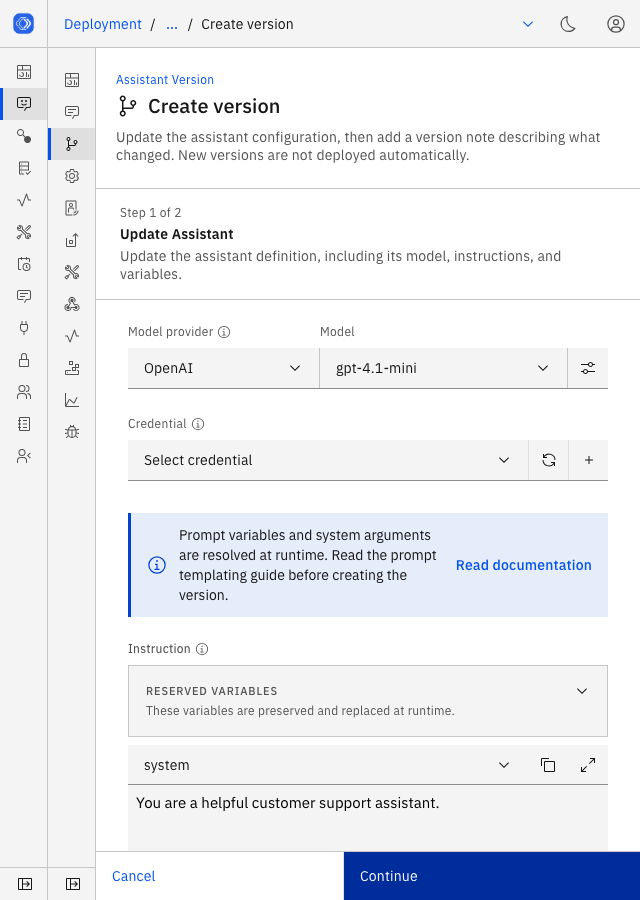 Deployment / ... / Create version
Assistant Version
Create version
Update the assistant configuration, then add a version note describing what
changed. New versions are not deployed automatically.
Step 1 of 2
Update Assistant
Update the assistant definition, including its model, instructions, and
variables.
Model provider
Model
OpenAI
gpt-4.1-mini
Credential
Select credential
Prompt variables and system arguments
are resolved at runtime. Read the prompt
templating guide before creating the
version.
Read documentation
Instruction
RESERVED VARIABLES
These variables are preserved and replaced at runtime.
system
You are a helpful customer support assistant.
Cancel
Continue